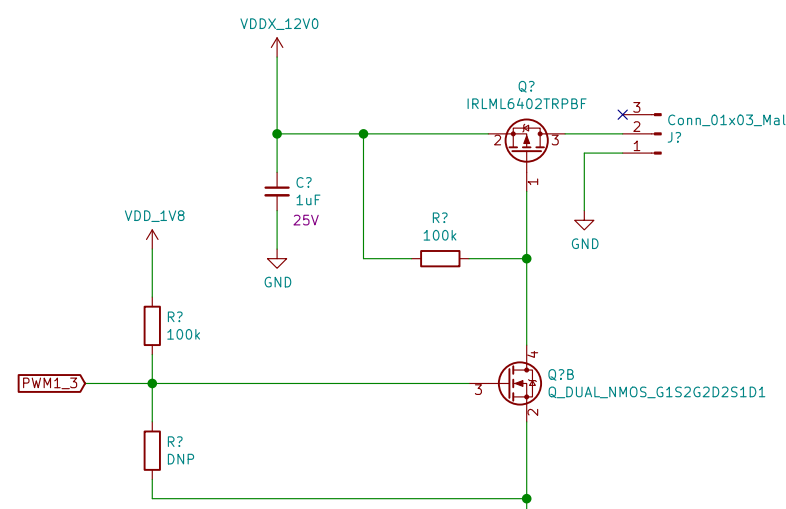 VDDX_12V0
Q?
IRLML6402TRPBF
3
Conn_01x03_Mal
2
3
2
J?
1
C?
1uF
25V
1
VDD_1V8
R?
100k
GND
GND
R?
100k
4
PWM1_3
3
Q?B
Q_DUAL_NMOS_G1S2G2D2S1D1
2
R?
DNP